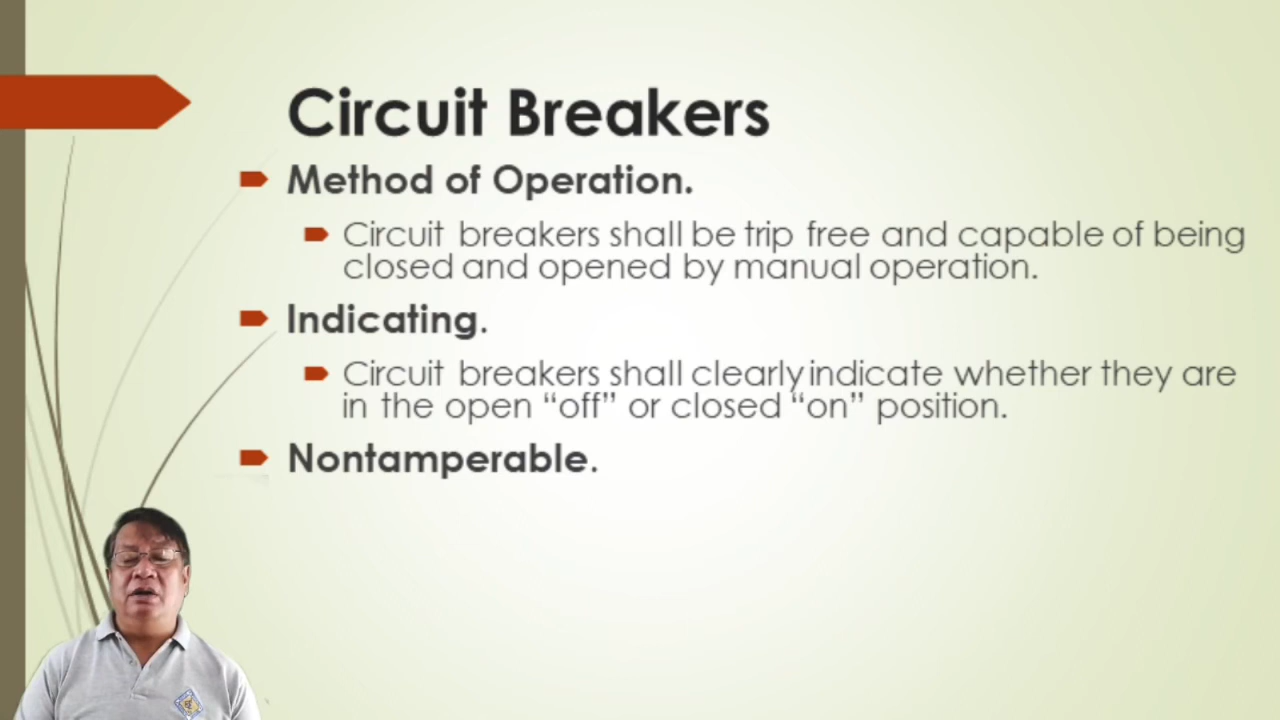 Circuit Breakers
Method of Operation.
Circuit breakers shall be trip free and capable of being
closed and opened by manual operation.
Indicating.
Circuit breakers shall clearly indicate whether they are
in the open “off” or closed “on” position.
Nontamperable.